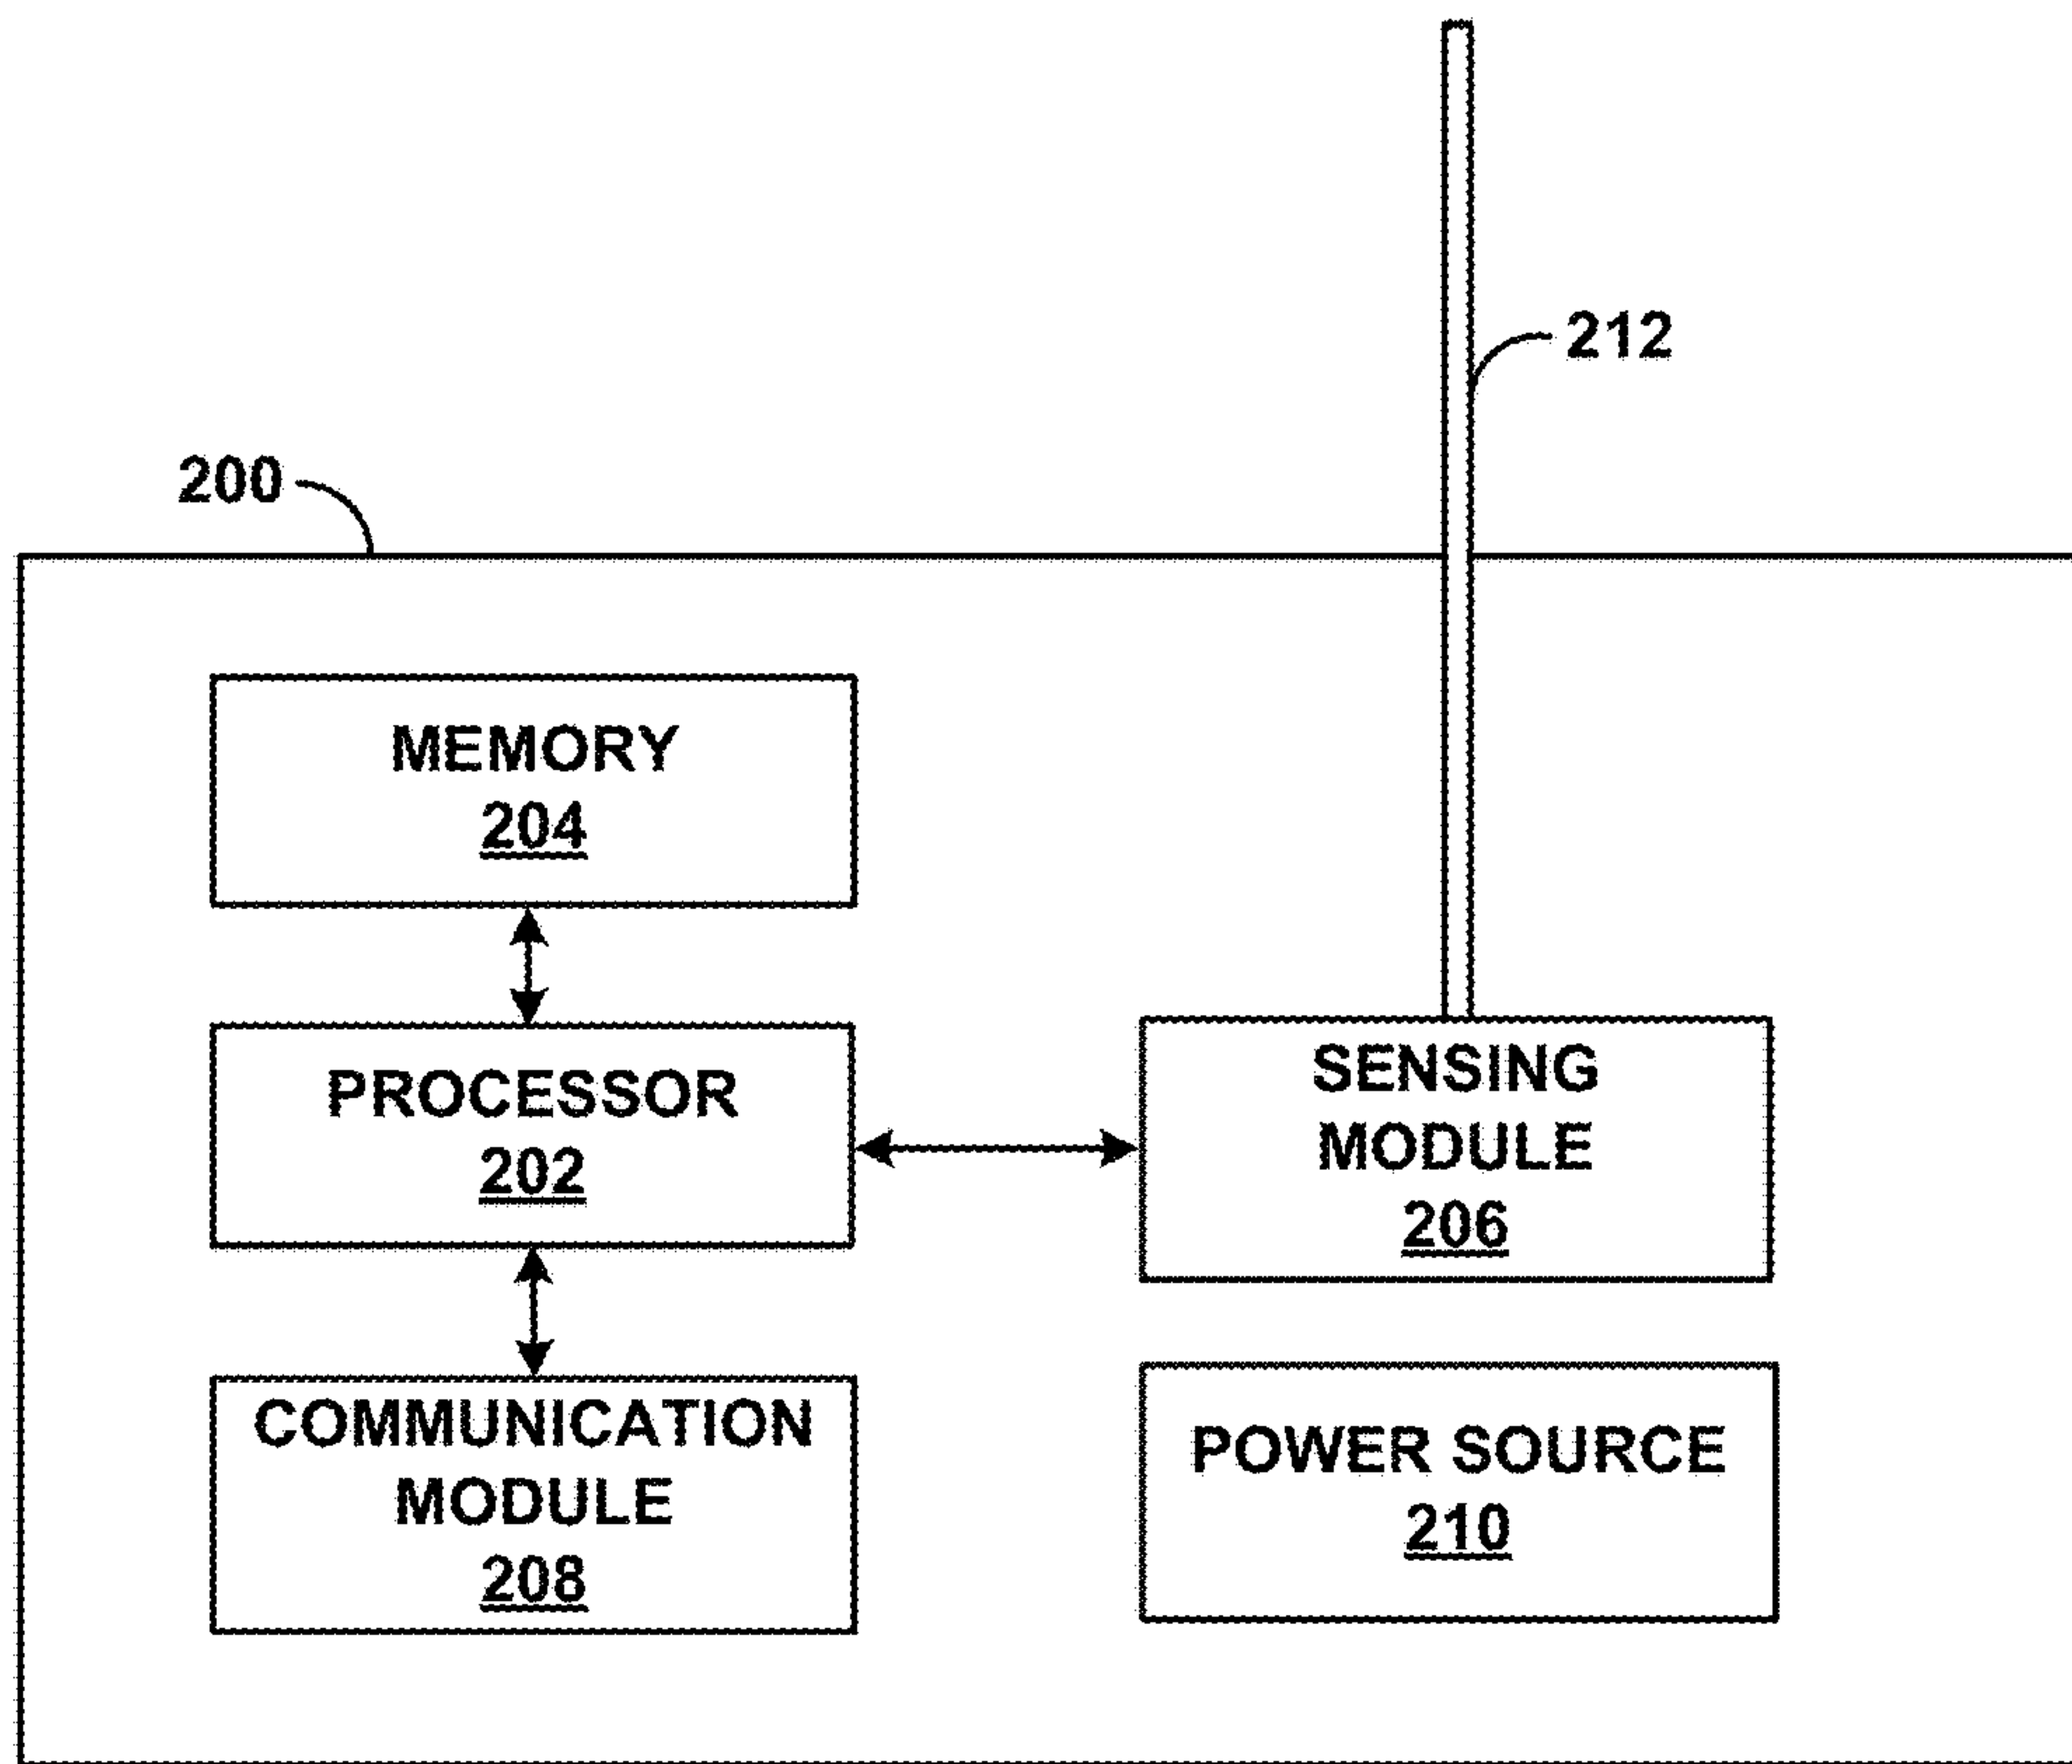 212
200
MEMORY
204
PROCESSOR
202
SENSING
MODULE
206
COMMUNICATION
MODULE
208
POWER SOURCE
210